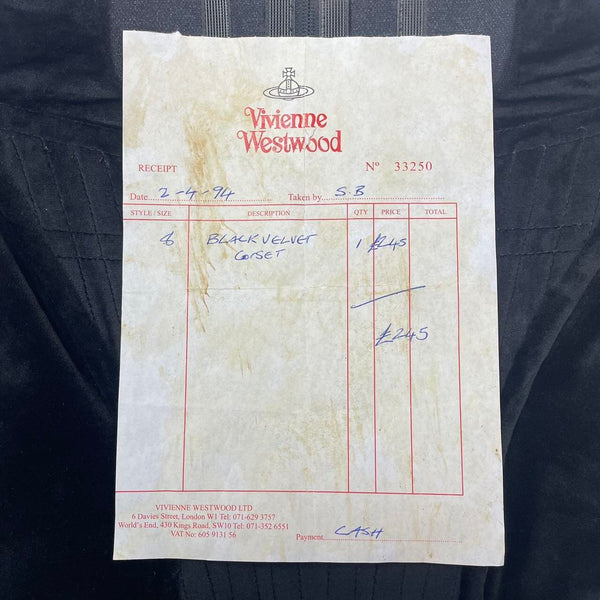 Vivienne
Westwood
RECEIPT Nº 33250
Date 2-4-94 Taken by S.B
STYLE / SIZE DESCRIPTION QTY PRICE TOTAL
8 BLACK VELVET 1 £245
CORSET
£245
VIVIENNE WESTWOOD LTD
6 Davies Street, London W1 Tel: 071-629 3757
World's End, 430 Kings Road, SW10 Tel: 071-352 6551
VAT No: 605 9131 56
Payment CASH